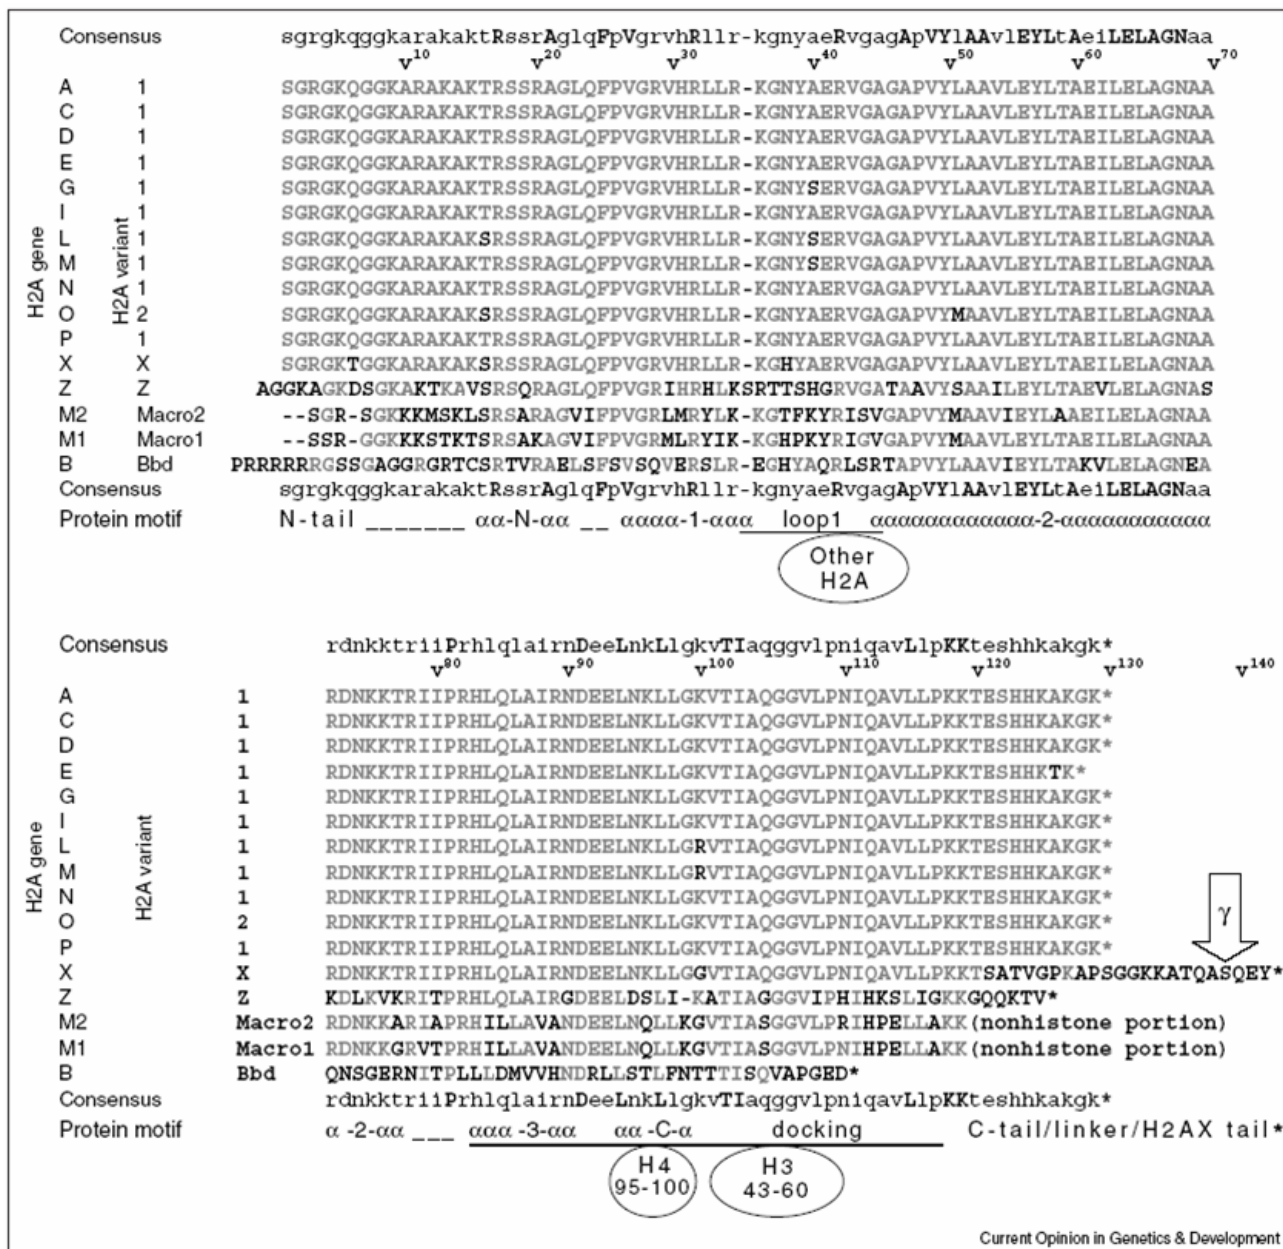 Consensus sgrgkqggkarakaktRssrAglqFpVgrvhRllr-kgnyaeRvgagApVYlAAvlEYLtAeiLELAGNaa
v10 v20 v30 v40 v50 v60 v70
A 1 SGRGKQGGKARAKAKTRSSRAGLQFPVGRVHRLLR-KGNYAERVGAGAPVYLAAVLEYLTAEILELAGNAA
C 1 SGRGKQGGKARAKAKTRSSRAGLQFPVGRVHRLLR-KGNYAERVGAGAPVYLAAVLEYLTAEILELAGNAA
D 1 SGRGKQGGKARAKAKTRSSRAGLQFPVGRVHRLLR-KGNYAERVGAGAPVYLAAVLEYLTAEILELAGNAA
E 1 SGRGKQGGKARAKAKTRSSRAGLQFPVGRVHRLLR-KGNYAERVGAGAPVYLAAVLEYLTAEILELAGNAA
G 1 SGRGKQGGKARAKAKTRSSRAGLQFPVGRVHRLLR-KGNYSERVGAGAPVYLAAVLEYLTAEILELAGNAA
I 1 SGRGKQGGKARAKAKTRSSRAGLQFPVGRVHRLLR-KGNYAERVGAGAPVYLAAVLEYLTAEILELAGNAA
L 1 SGRGKQGGKARAKAKSRSSRAGLQFPVGRVHRLLR-KGNYSERVGAGAPVYLAAVLEYLTAEILELAGNAA
M 1 SGRGKQGGKARAKAKTRSSRAGLQFPVGRVHRLLR-KGNYSERVGAGAPVYLAAVLEYLTAEILELAGNAA
N 1 SGRGKQGGKARAKAKTRSSRAGLQFPVGRVHRLLR-KGNYAERVGAGAPVYLAAVLEYLTAEILELAGNAA
O 2 SGRGKQGGKARAKAKSRSSRAGLQFPVGRVHRLLR-KGNYAERVGAGAPVYMAAVLEYLTAEILELAGNAA
P 1 SGRGKQGGKARAKAKTRSSRAGLQFPVGRVHRLLR-KGNYAERVGAGAPVYLAAVLEYLTAEILELAGNAA
X X SGRGKTGGKARAKAKSRSSRAGLQFPVGRVHRLLR-KGHYAERVGAGAPVYLAAVLEYLTAEILELAGNAA
Z Z AGGKAGKDSGKAKTKAVSRSQRAGLQFPVGRIHRHLKSRTTSHGRVGATAAVYSAAILEYLTAEVLELAGNAS
M2 Macro2 --SGR-SGKKKMSKLSRSARAGVIFPVGRLMRYLK-KGTFKYRISVGAPVYMAAVIEYLAAEILELAGNAA
M1 Macro1 --SSR-GGKKKSTKTSRSAKAGVIFPVGRMLRYIK-KGHPKYRIGVGAPVYMAAVLEYLTAEILELAGNAA
B Bbd PRRRRRRGSSGAGGRGRTCSRTVRAELSFSVSQVERSLR-EGHYAQRLSRTAPVYLAAVIEYLTAKVLELAGNEA
H2A gene
H2A variant
Consensus sgrgkqggkarakaktRssrAglqFpVgrvhRllr-kgnyaeRvgagApVYlAAvlEYLtAeiLELAGNaa
Protein motif N-tail _______ αα-N-αα __ αααα-1-ααα loop1 αααααααααααα-2-ααααααααααα
Other
H2A
Consensus rdnkktriiPrhlqlairnDeeLnkLlgkvTIaqggvlpniqavLlpKKteshhkakgk*
v80 v90 v100 v110 v120 v130 v140
A 1 RDNKKTRIIPRHLQLAIRNDEELNKLLGKVTIAQGGVLPNIQAVLLPKKTESHHKAKGK*
C 1 RDNKKTRIIPRHLQLAIRNDEELNKLLGKVTIAQGGVLPNIQAVLLPKKTESHHKAKGK*
D 1 RDNKKTRIIPRHLQLAIRNDEELNKLLGKVTIAQGGVLPNIQAVLLPKKTESHHKAKGK*
E 1 RDNKKTRIIPRHLQLAIRNDEELNKLLGKVTIAQGGVLPNIQAVLLPKKTESHHKTK*
G 1 RDNKKTRIIPRHLQLAIRNDEELNKLLGKVTIAQGGVLPNIQAVLLPKKTESHHKAKGK*
I 1 RDNKKTRIIPRHLQLAIRNDEELNKLLGKVTIAQGGVLPNIQAVLLPKKTESHHKAKGK*
L 1 RDNKKTRIIPRHLQLAIRNDEELNKLLGRVTIAQGGVLPNIQAVLLPKKTESHHKAKGK*
M 1 RDNKKTRIIPRHLQLAIRNDEELNKLLGRVTIAQGGVLPNIQAVLLPKKTESHHKAKGK*
N 1 RDNKKTRIIPRHLQLAIRNDEELNKLLGKVTIAQGGVLPNIQAVLLPKKTESHHKAKGK*
O 2 RDNKKTRIIPRHLQLAIRNDEELNKLLGKVTIAQGGVLPNIQAVLLPKKTESHHKAKGK*
P 1 RDNKKTRIIPRHLQLAIRNDEELNKLLGKVTIAQGGVLPNIQAVLLPKKTESHHKAKGK*
X X RDNKKTRIIPRHLQLAIRNDEELNKLLGGVTIAQGGVLPNIQAVLLPKKTSATVGPKAPSGGKKATQASQEY*
Z Z KDLKVKRITPRHLQLAIRGDEELDSLI-KATIAGGGVIPHIHKSLIGKKGQQKTV*
M2 Macro2 RDNKKARIAPRHILLAVANDEELNQLLKGVTIASGGVLPRIHPELLAKK(nonhistone portion)
M1 Macro1 RDNKKGRVTPRHILLAVANDEELNQLLKGVTIASGGVLPNIHPELLAKK(nonhistone portion)
B Bbd QNSGERNITPLLLDMVVHNDRLLSTLFNTTTISQVAPGED*
H2A gene
H2A variant
γ
Consensus rdnkktriiPrhlqlairnDeeLnkLlgkvTIaqggvlpniqavLlpKKteshhkakgk*
Protein motif α -2-αα ___ ααα -3-αα αα -C-α docking C-tail/linker/H2AX tail*
H4
95-100
H3
43-60
Current Opinion in Genetics & Development